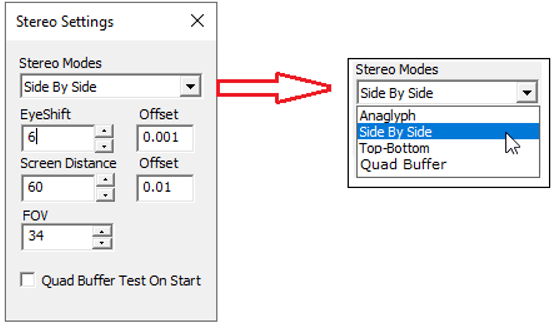 Stereo Settings
Stereo Modes
Side By Side
EyeShift Offset
6 0.001
Screen Distance Offset
60 0.01
FOV
34
Quad Buffer Test On Start
Stereo Modes
Side By Side
Anaglyph
Side By Side
Top-Bottom
Quad Buffer